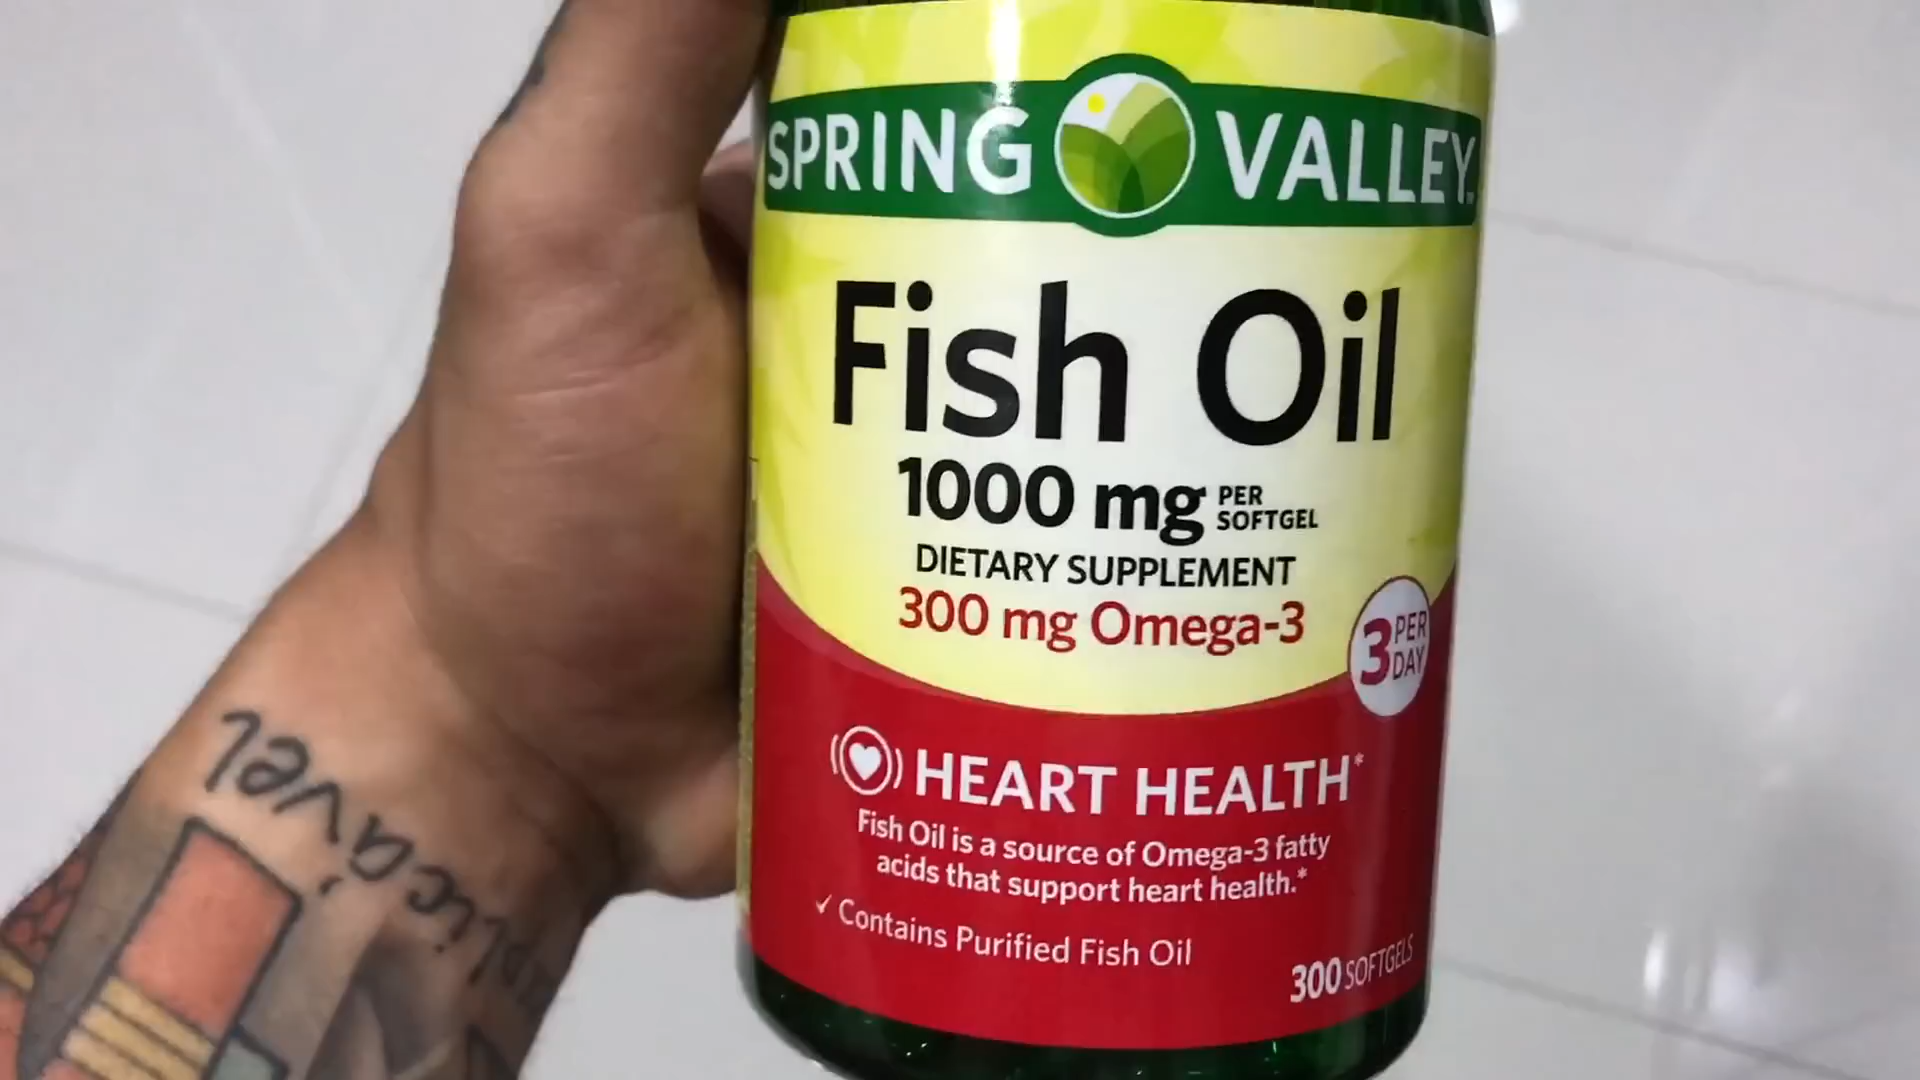 SPRING VALLEY
Fish Oil
1000 mg PER SOFTGEL
DIETARY SUPPLEMENT
300 mg Omega-3
3 PER DAY
HEART HEALTH*
Fish Oil is a source of Omega-3 fatty
acids that support heart health.*
✓ Contains Purified Fish Oil
300 SOFTGELS